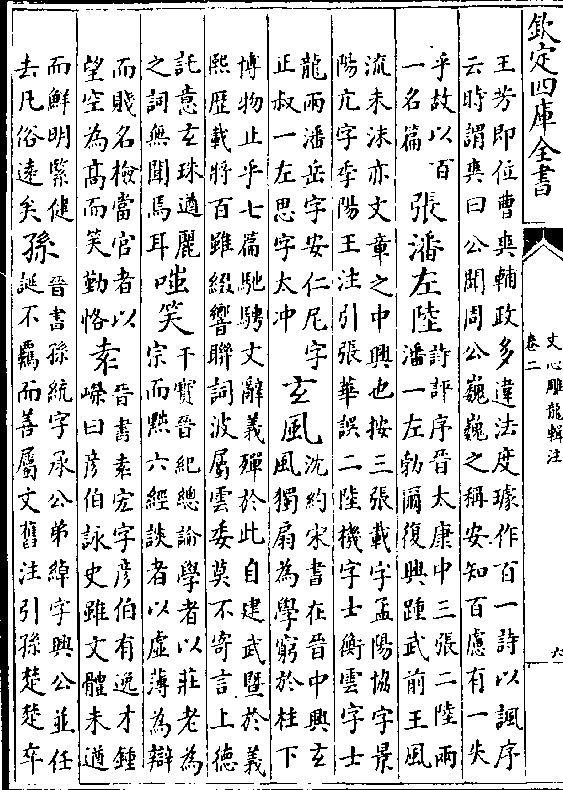 欽定四庫全書
文心雕龍輯注
卷二
六
王芳即位曹爽輔政多違法度璩作百一詩以諷序
云時謂爽曰公聞周公巍巍之稱安知百慮有一失
乎故以百
一名篇
張潘左陸
詩評序晉太康中三張二陸兩
潘一左勃爾復興踵武前王風
流未沫亦文章之中興也按三張載字孟陽協字景
陽亢字季陽王注引張華誤二陸機字士衡雲字士
龍兩潘岳字安仁尼字
正叔一左思字太冲
玄風
沈約宋書在晉中興玄
風獨扇為學窮於柱下
博物止乎七篇馳騁文辭義殫於此自建武暨於義
熙歴載將百雖綴響聯詞波屬雲委莫不寄言上德
託意玄珠遒麗
之詞無聞焉耳
嗤笑
干寶晉紀總論學者以莊老為
宗而黜六經談者以虚薄為辯
而賤名檢當官者以
望空為髙而笑勤恪
袁
晉書袁宏字彦伯有逸才鍾
嶸曰彦伯詠史雖文體未遒
而鮮明緊健
去凡俗逺矣
孫
晉書孫統字承公弟綽字興公並任
誕不羈而善屬文舊注引孫楚楚卒